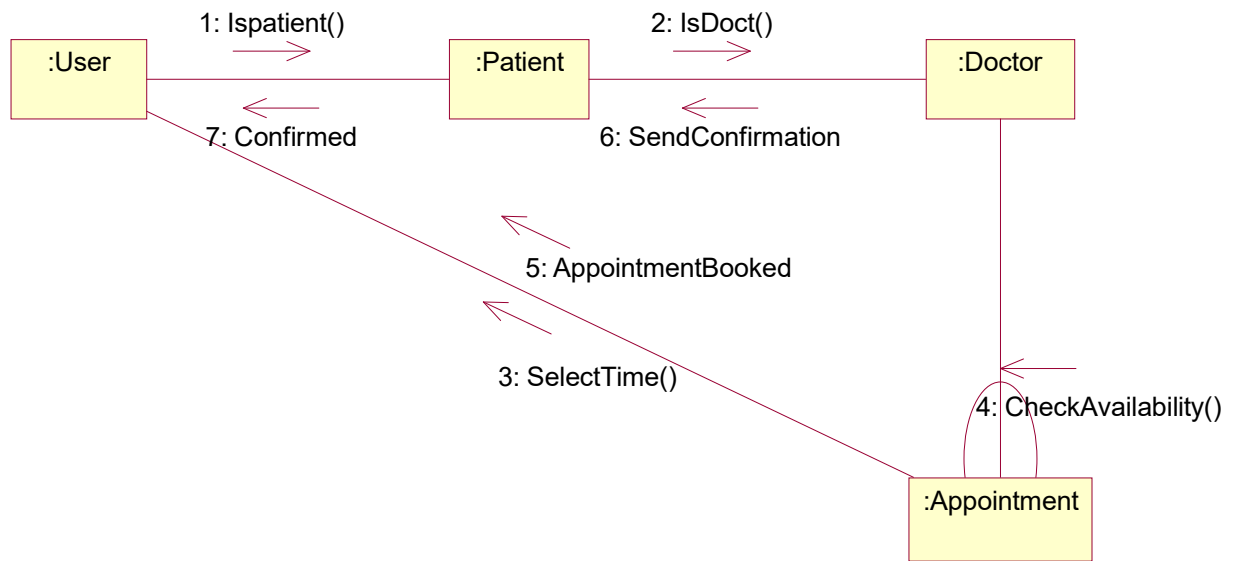 1: Ispatient()
2: IsDoct()
:User
:Patient
:Doctor
7: Confirmed
6: SendConfirmation
5: AppointmentBooked
3: SelectTime()
4: CheckAvailability()
:Appointment